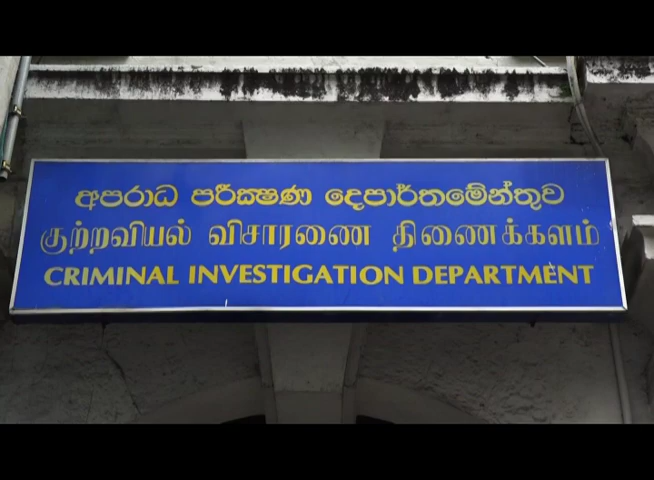 අපරාධ පරීක්‍ෂණ දෙපාර්තමේන්තුව
குற்றவியல் விசாரணை திணைக்களம்
CRIMINAL INVESTIGATION DEPARTMENT